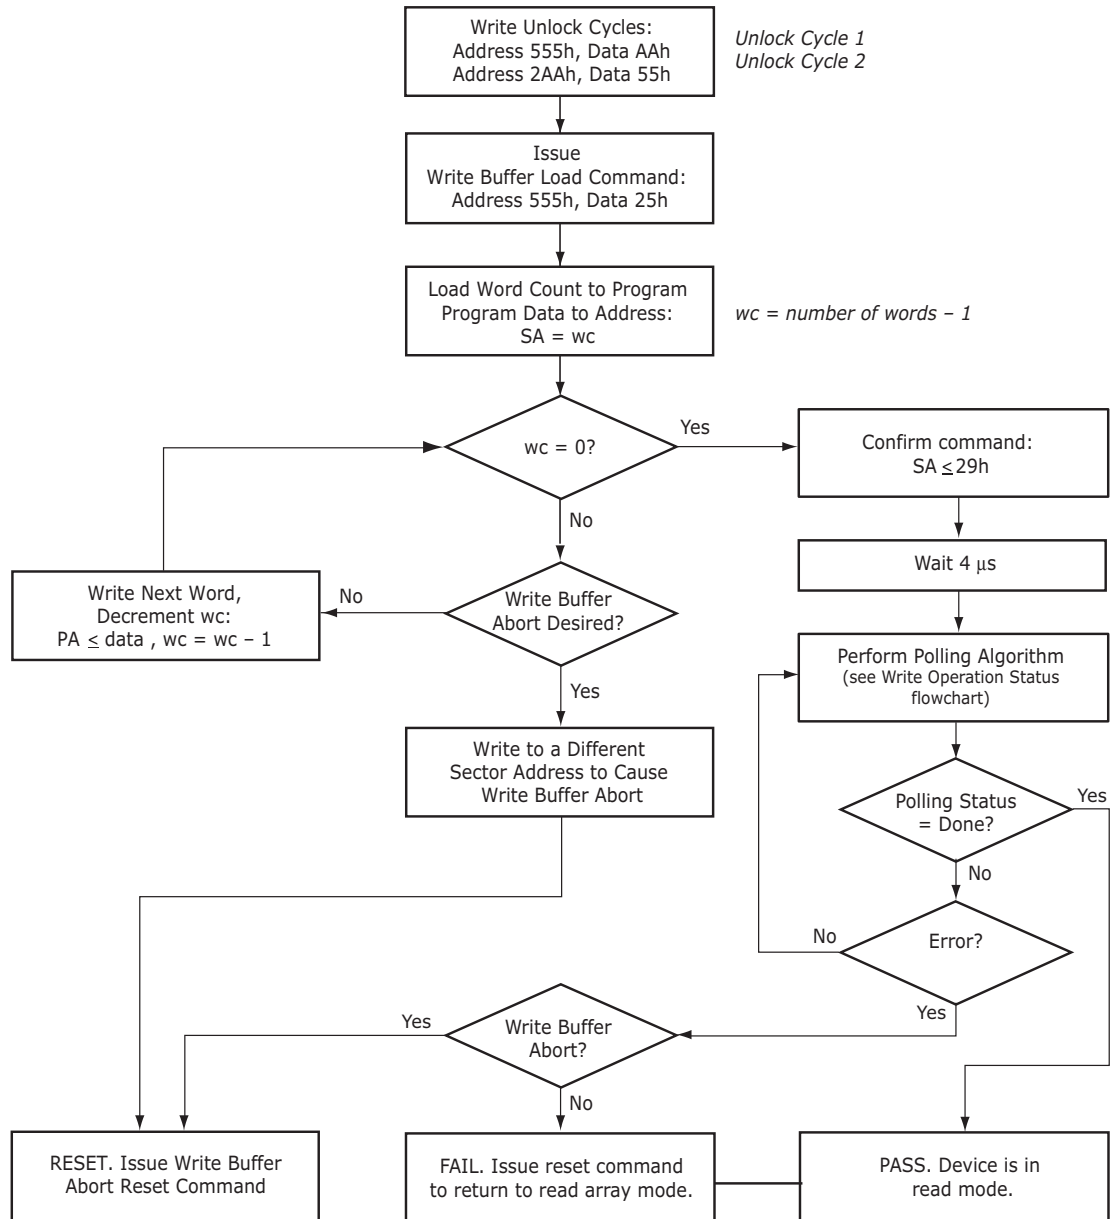 Write Unlock Cycles:
Address 555h, Data AAh
Address 2AAh, Data 55h
Unlock Cycle 1
Unlock Cycle 2
Issue
Write Buffer Load Command:
Address 555h, Data 25h
Load Word Count to Program
Program Data to Address:
SA = wc
wc = number of words – 1
wc = 0?
Yes
Confirm command:
SA ≤ 29h
No
Wait 4 μs
Write Next Word,
Decrement wc:
PA ≤ data , wc = wc – 1
No
Write Buffer
Abort Desired?
Perform Polling Algorithm
(see Write Operation Status
flowchart)
Yes
Write to a Different
Sector Address to Cause
Write Buffer Abort
Polling Status
= Done?
Yes
No
No
Error?
Yes
Yes
Write Buffer
Abort?
No
RESET. Issue Write Buffer
Abort Reset Command
FAIL. Issue reset command
to return to read array mode.
PASS. Device is in
read mode.